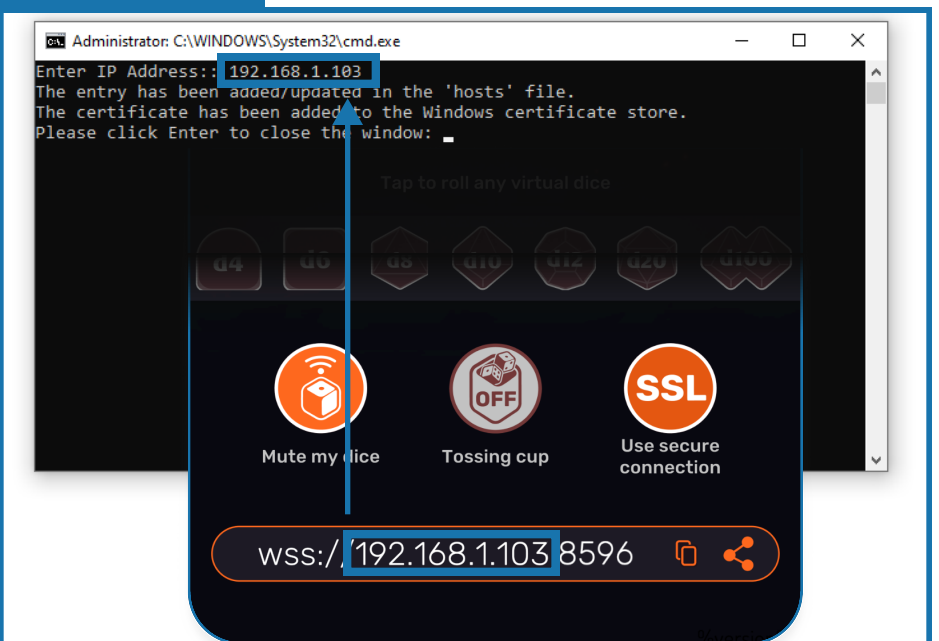 Administrator: C:\WINDOWS\System32\cmd.exe
Enter IP Address:: 192.168.1.103
The entry has been added/updated in the 'hosts' file.
The certificate has been added to the Windows certificate store.
Please click Enter to close the window:
Tap to roll any virtual dice
d4 d6 d8 d10 d12 d20 d100
OFF
SSL
Mute my dice
Tossing cup
Use secure
connection
wss://192.168.1.103:8596